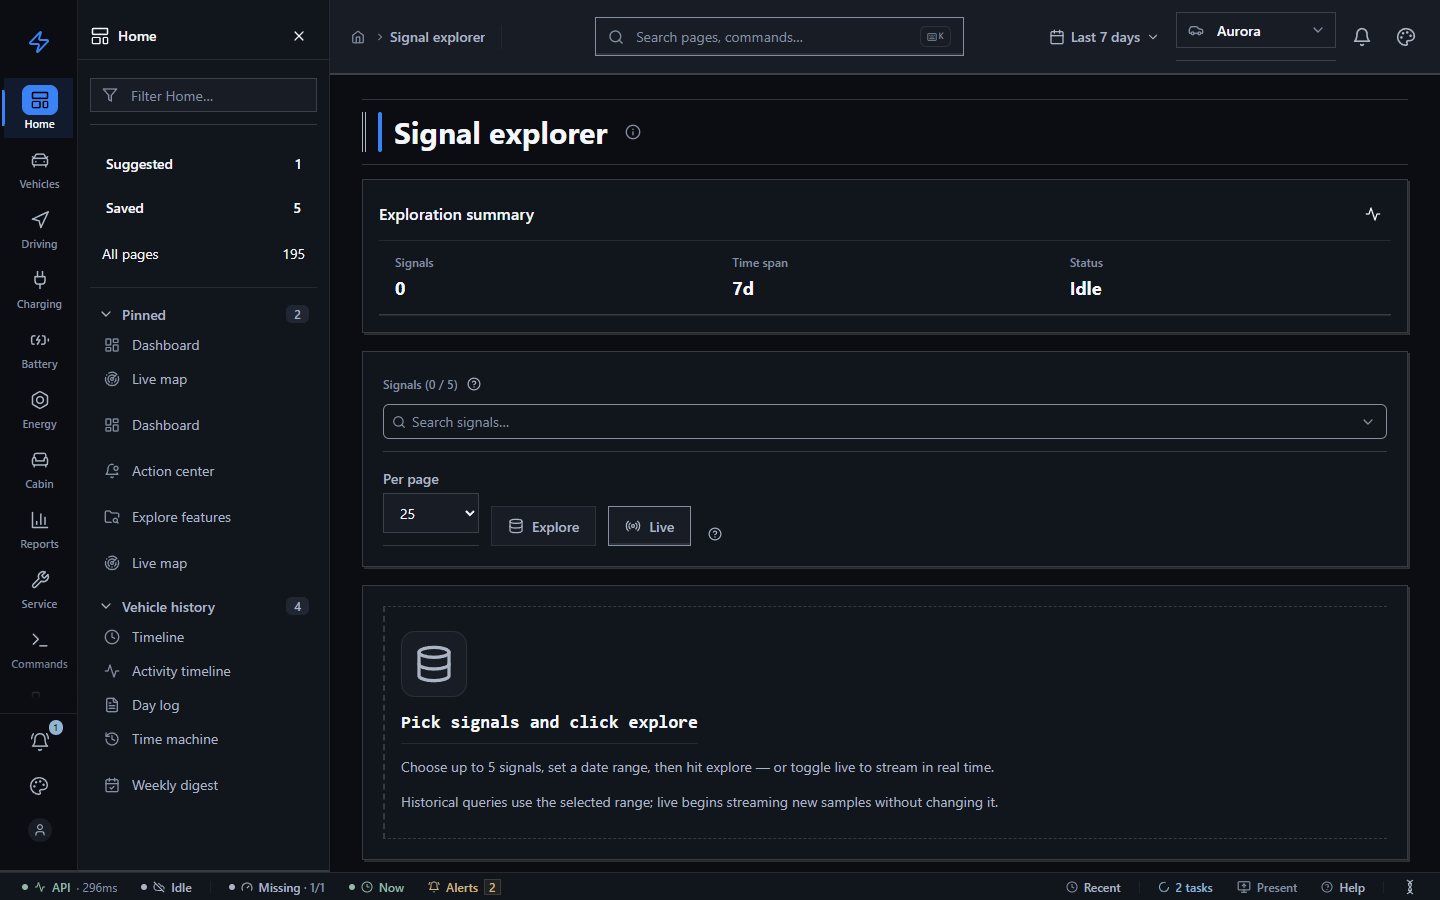 Home
Vehicles
Driving
Charging
Battery
Energy
Cabin
Reports
Service
Commands
1
Home
Filter Home...
Suggested 1
Saved 5
All pages 195
Pinned 2
Dashboard
Live map
Dashboard
Action center
Explore features
Live map
Vehicle history 4
Timeline
Activity timeline
Day log
Time machine
Weekly digest
Signal explorer
Search pages, commands... K
Last 7 days
Aurora
Signal explorer
Exploration summary
Signals Time span Status
0 7d Idle
Signals (0 / 5)
Search signals...
Per page
25 Explore Live
Pick signals and click explore
Choose up to 5 signals, set a date range, then hit explore — or toggle live to stream in real time.
Historical queries use the selected range; live begins streaming new samples without changing it.
API · 296ms Idle Missing · 1/1 Now Alerts 2 Recent 2 tasks Present Help